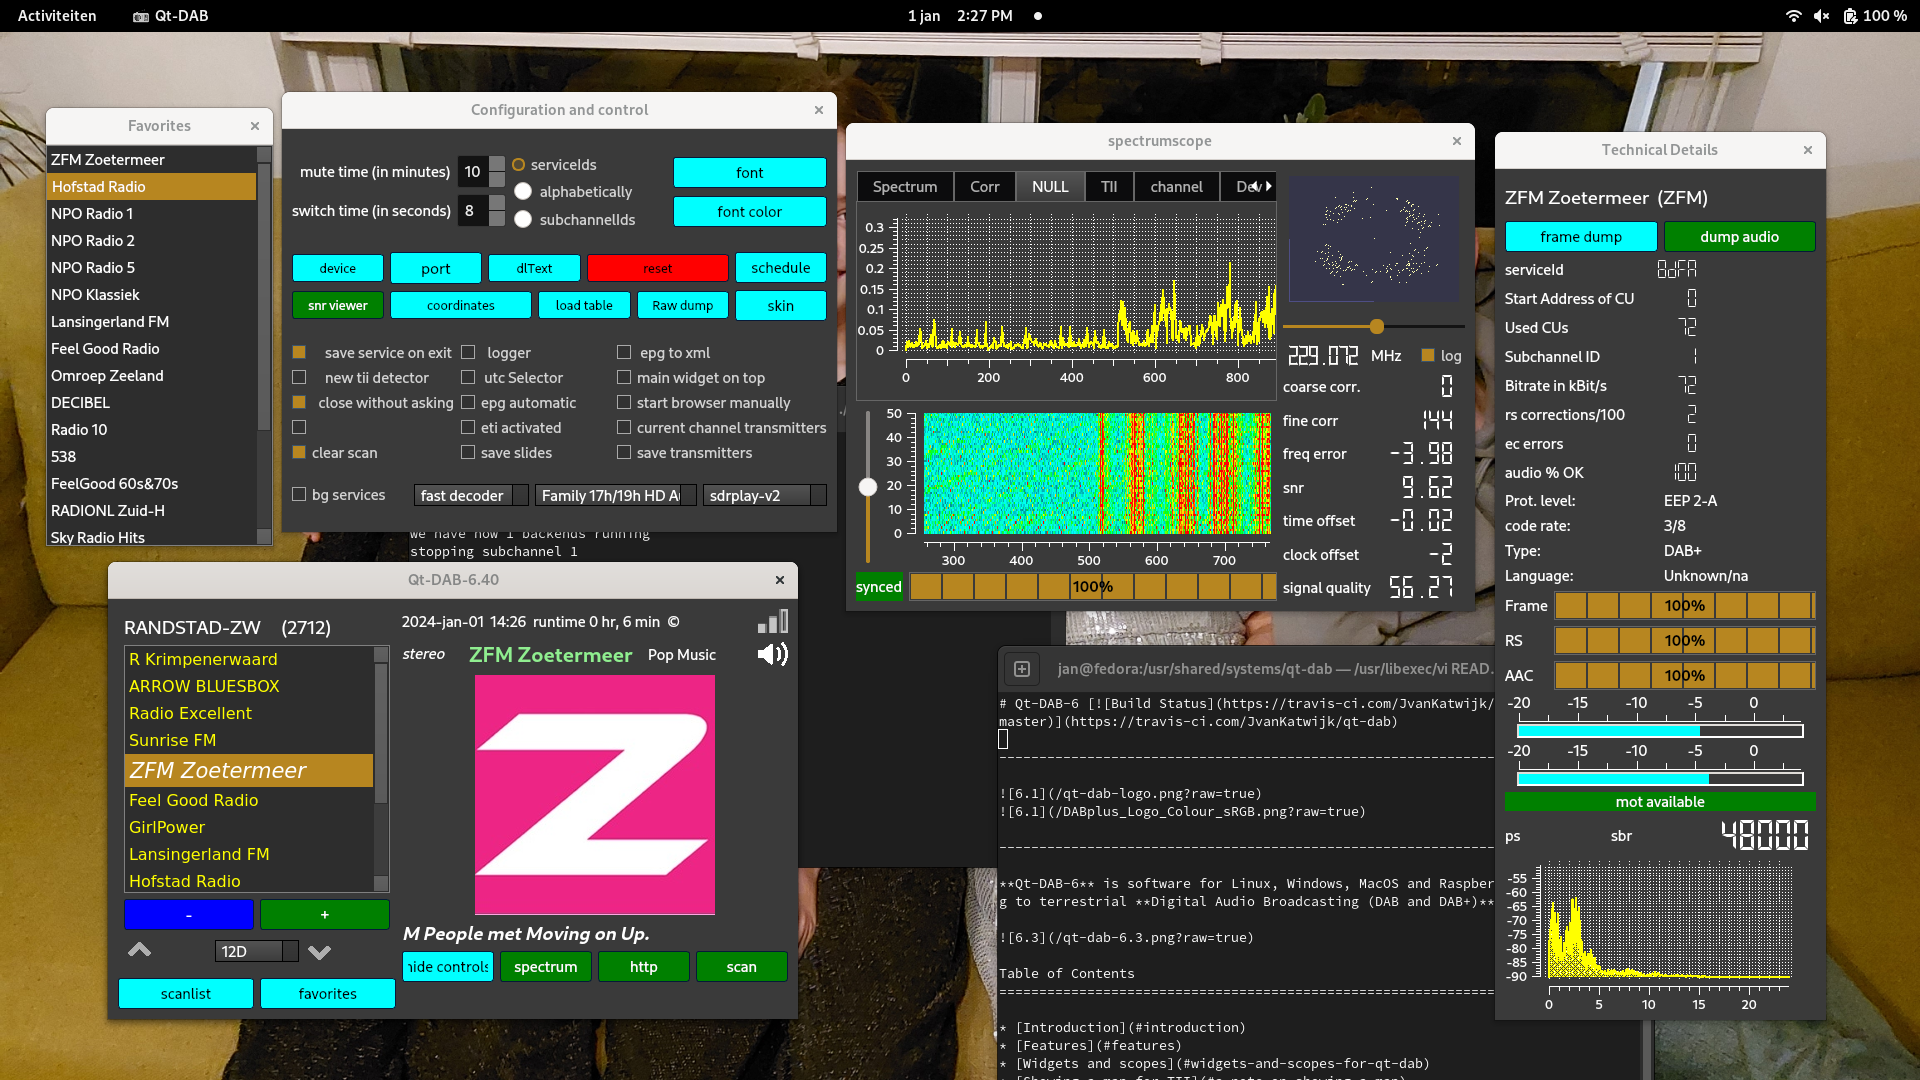 Activiteiten
Qt-DAB
1 jan 2:27 PM
100 %
Favorites
ZFM Zoetermeer
Hofstad Radio
NPO Radio 1
NPO Radio 2
NPO Radio 5
NPO Klassiek
Lansingerland FM
Feel Good Radio
Omroep Zeeland
DECIBEL
Radio 10
538
FeelGood 60s&70s
RADIONL Zuid-H
Sky Radio Hits
Configuration and control
mute time (in minutes) 10
switch time (in seconds) 8
serviceIds
alphabetically
subchannelIds
font
font color
device port dlText reset schedule
snr viewer coordinates load table Raw dump skin
save service on exit logger epg to xml
new tii detector utc Selector main widget on top
close without asking epg automatic start browser manually
eti activated current channel transmitters
clear scan save slides save transmitters
bg services fast decoder Family 17h/19h HD sdrplay-v2
we have now 1 backends running
stopping subchannel 1
spectrumscope
Spectrum Corr NULL TII channel
0.3
0.25
0.2
0.15
0.1
0.05
0
0 200 400 600 800
50
40
30
20
10
0
300 400 500 600 700
synced 100%
229.072 MHz log
coarse corr. 0
fine corr 144
freq error -3.98
snr 9.62
time offset -0.02
clock offset -2
signal quality 56.27
Technical Details
ZFM Zoetermeer (ZFM)
frame dump dump audio
serviceId 8dFA
Start Address of CU 0
Used CUs 72
Subchannel ID 1
Bitrate in kBit/s 72
rs corrections/100 2
ec errors 0
audio % OK 100
Prot. level: EEP 2-A
code rate: 3/8
Type: DAB+
Language: Unknown/na
Frame 100%
RS 100%
AAC 100%
-20 -15 -10 -5 0
-20 -15 -10 -5 0
mot available
ps sbr 48000
-55
-60
-65
-70
-75
-80
-85
-90
0 5 10 15 20
Qt-DAB-6.40
RANDSTAD-ZW (2712)
R Krimpenerwaard
ARROW BLUESBOX
Radio Excellent
Sunrise FM
ZFM Zoetermeer
Feel Good Radio
GirlPower
Lansingerland FM
Hofstad Radio
- +
12D
scanlist favorites
2024-jan-01 14:26 runtime 0 hr, 6 min ©
stereo ZFM Zoetermeer Pop Music
Z
M People met Moving on Up.
hide controls spectrum http scan
jan@fedora:/usr/shared/systems/qt-dab — /usr/libexec/vi READ…
# Qt-DAB-6 [![Build Status](https://travis-ci.com/JvanKatwijk/
master)](https://travis-ci.com/JvanKatwijk/qt-dab)
![6.1](/qt-dab-logo.png?raw=true)
![6.1](/DABplus_Logo_Colour_sRGB.png?raw=true)
**Qt-DAB-6** is software for Linux, Windows, MacOS and Raspber
g to terrestrial **Digital Audio Broadcasting (DAB and DAB+)**
![6.3](/qt-dab-6.3.png?raw=true)
Table of Contents
* [Introduction](#introduction)
* [Features](#features)
* [Widgets and scopes](#widgets-and-scopes-for-qt-dab)